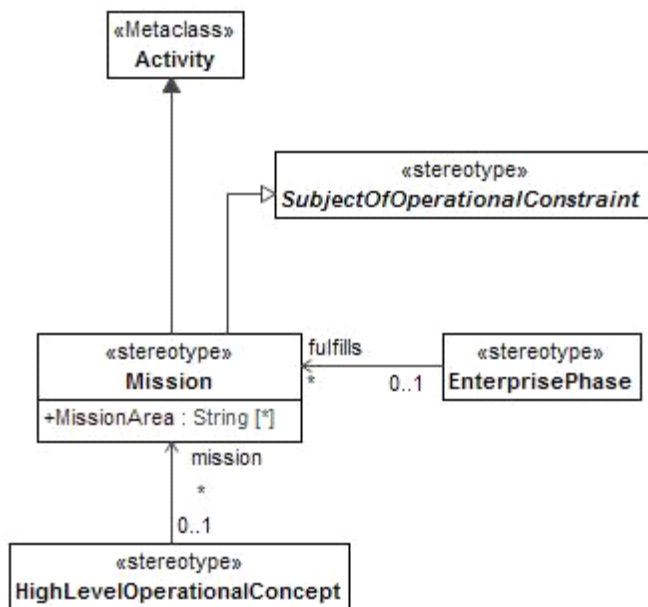 «Metaclass»
Activity
«stereotype»
SubjectOfOperationalConstraint
«stereotype»
Mission
+MissionArea : String [*]
fulfills
*
0..1
«stereotype»
EnterprisePhase
mission
*
0..1
«stereotype»
HighLevelOperationalConcept